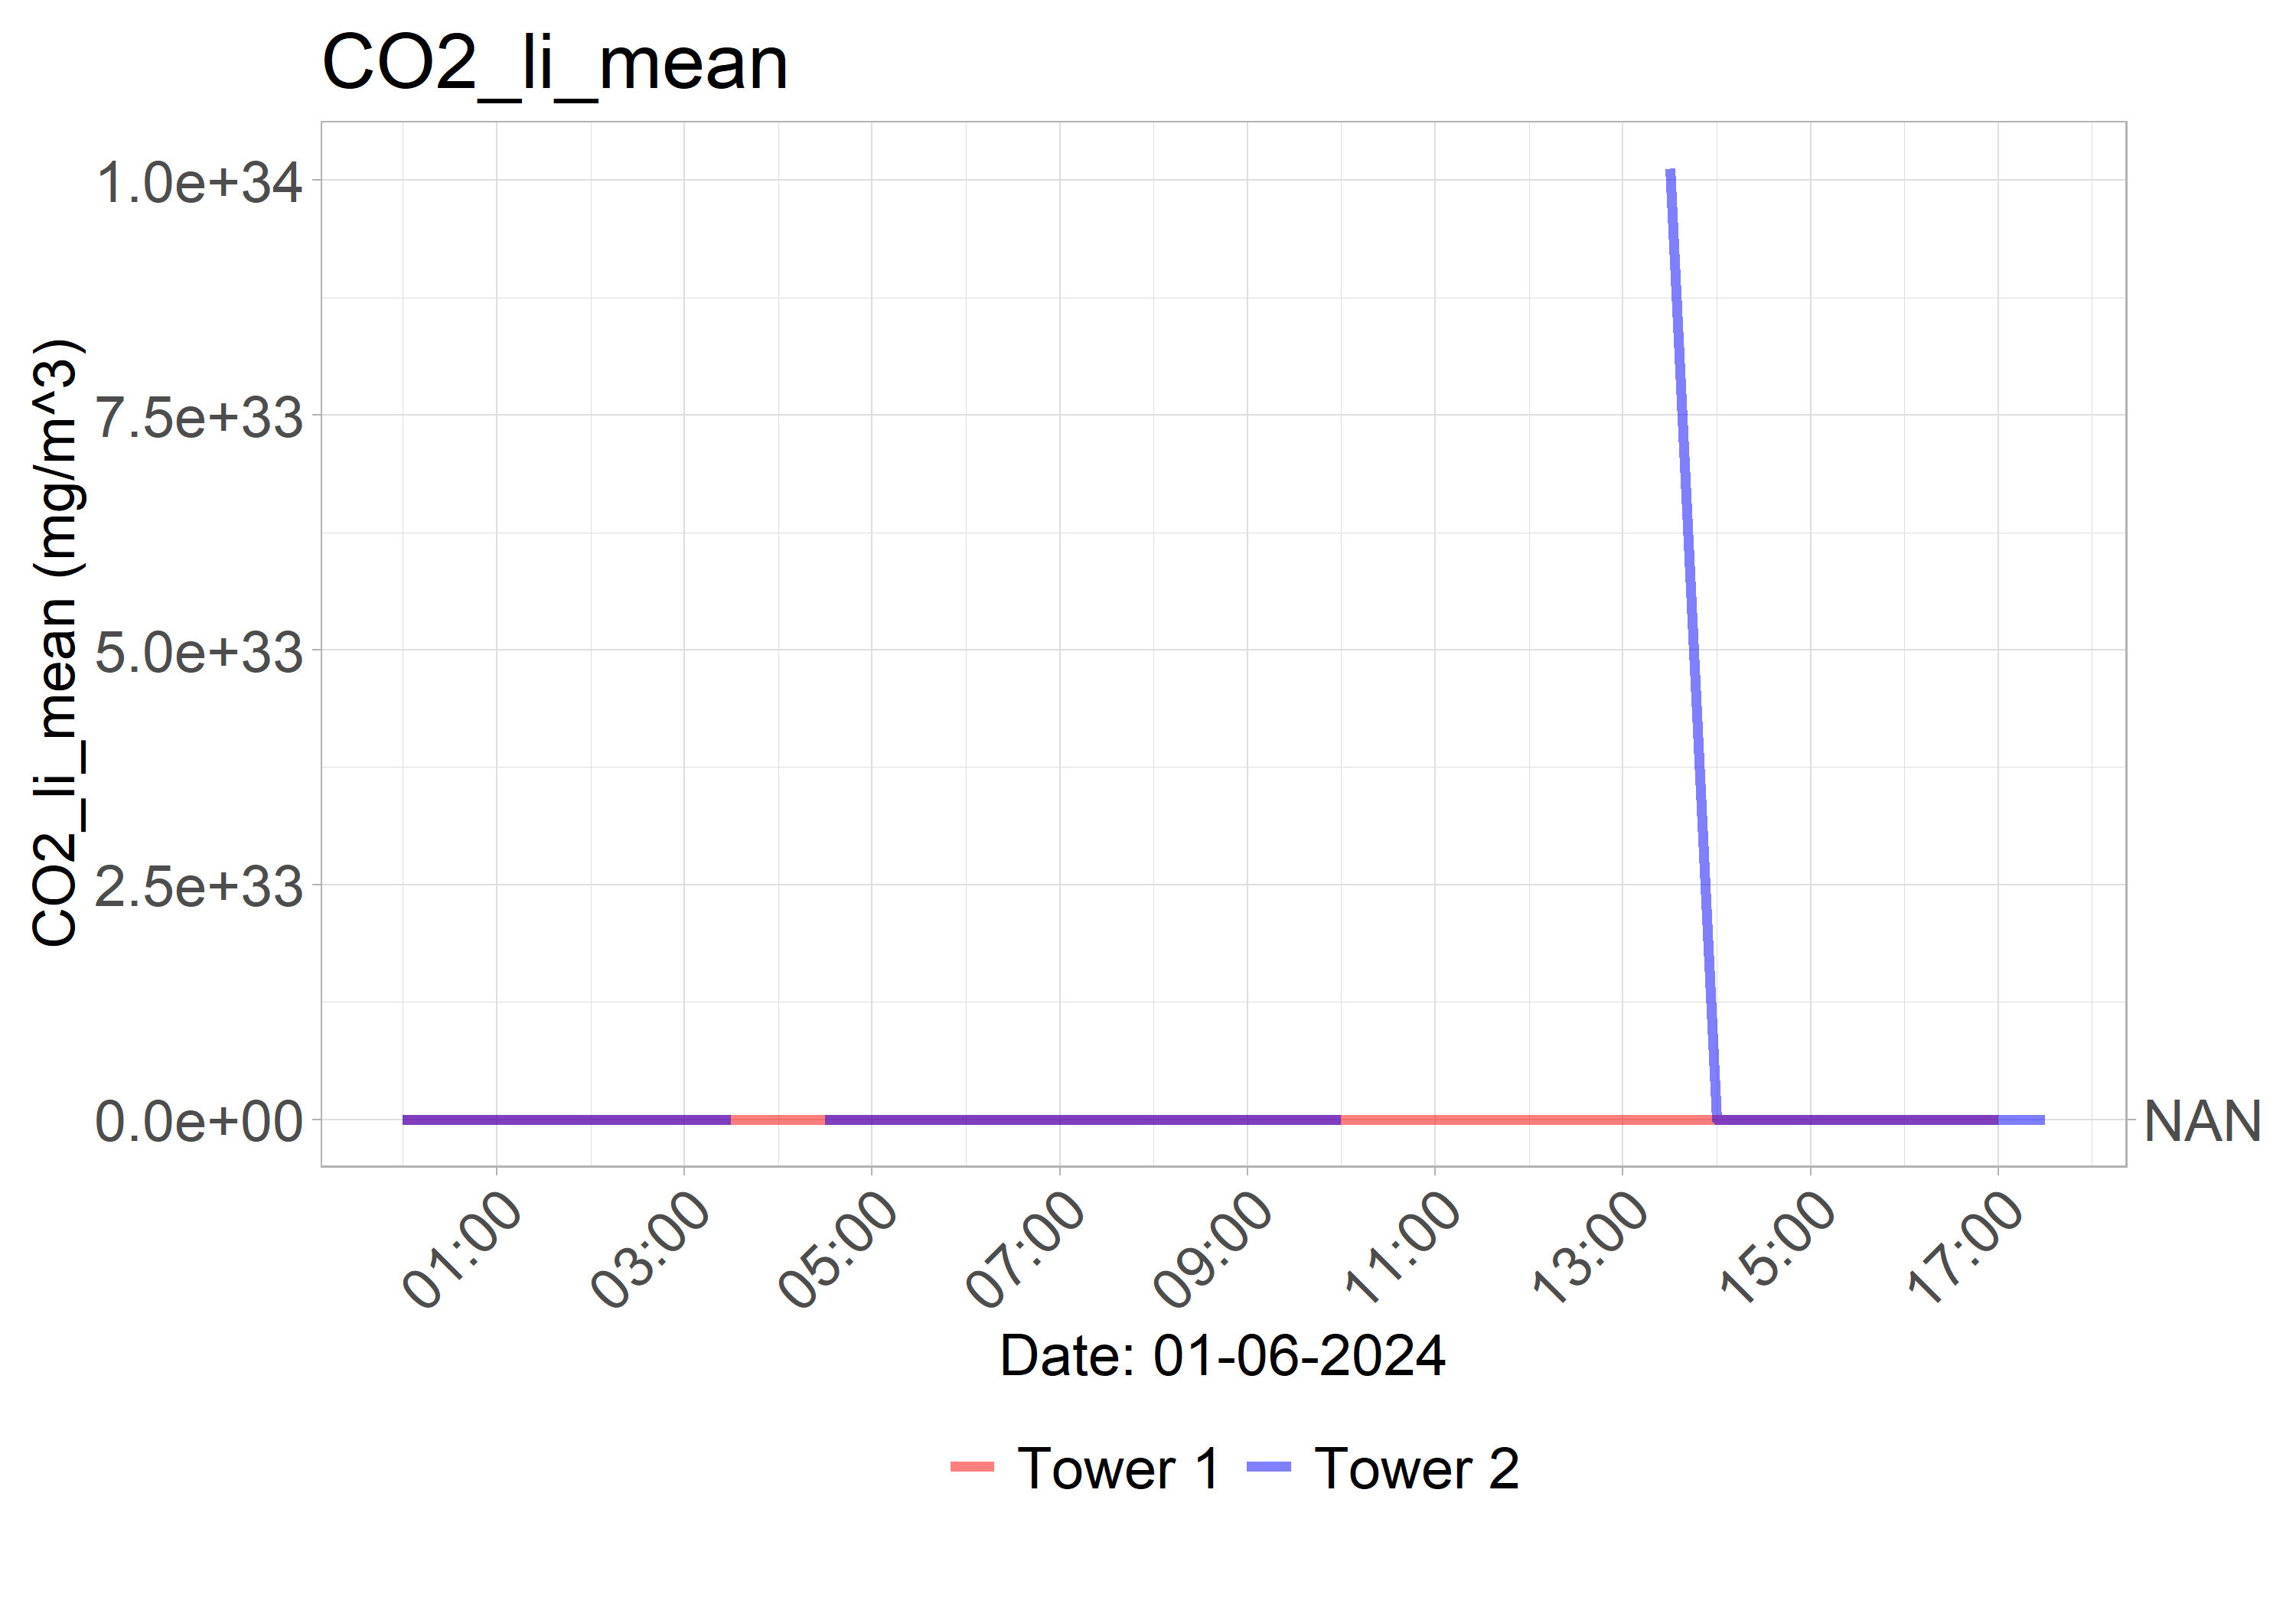 CO2_li_mean
CO2_li_mean (mg/m^3)
1.0e+34
7.5e+33
5.0e+33
2.5e+33
0.0e+00
NAN
01:00
03:00
05:00
07:00
09:00
11:00
13:00
15:00
17:00
Date: 01-06-2024
Tower 1
Tower 2